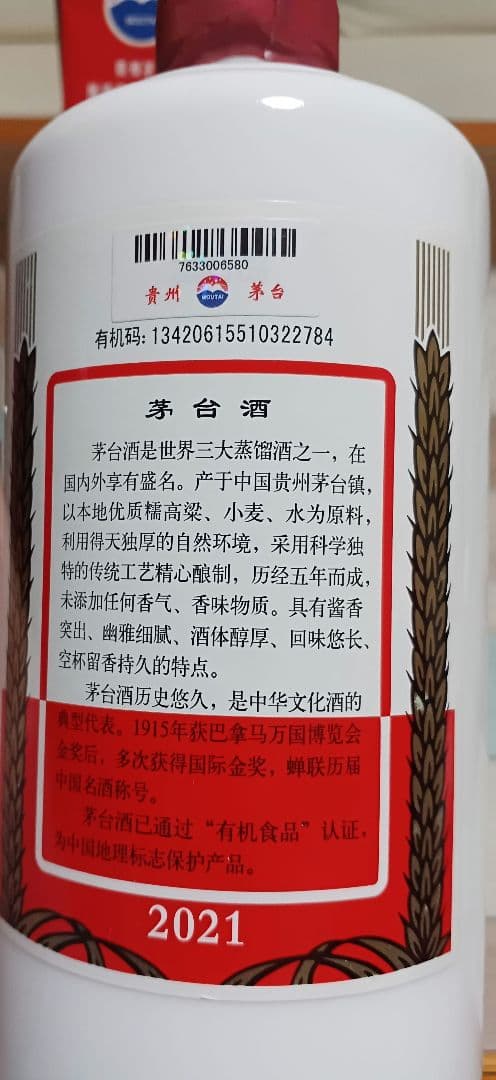 MOUTAI
7633006580
贵州 MOUTAI 茅台
有机码:13420615510322784
茅台酒
茅台酒是世界三大蒸馏酒之一，在
国内外享有盛名。产于中国贵州茅台镇，
以本地优质糯高粱、小麦、水为原料，
利用得天独厚的自然环境，采用科学独
特的传统工艺精心酿制，历经五年而成，
未添加任何香气、香味物质。具有酱香
突出、幽雅细腻、酒体醇厚、回味悠长、
空杯留香持久的特点。
茅台酒历史悠久，是中华文化酒的
典型代表。1915年获巴拿马万国博览会
金奖后，多次获得国际金奖，蝉联历届
中国名酒称号。
茅台酒已通过“有机食品”认证，
为中国地理标志保护产品。
2021